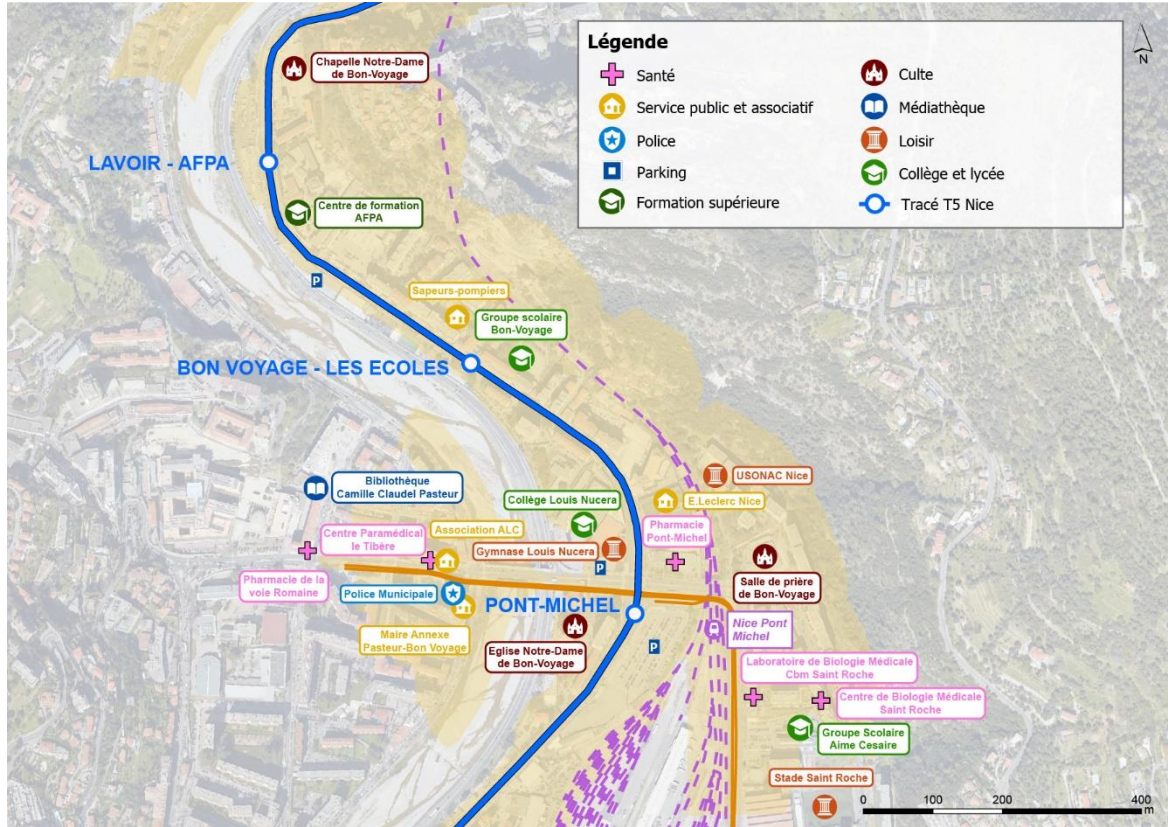 Légende
Santé
Service public et associatif
Police
Parking
Formation supérieure
Culte
Médiathèque
Loisir
Collège et lycée
Tracé T5 Nice
N
Chapelle Notre-Dame
de Bon-Voyage
LAVOIR - AFPA
Centre de formation
AFPA
P
Sapeurs-pompiers
Groupe scolaire
Bon-Voyage
BON VOYAGE - LES ECOLES
Bibliothèque
Camille Claudel Pasteur
Collège Louis Nucera
USONAC Nice
E.Leclerc Nice
Centre Paramédical
le Tibère
Association ALC
Gymnase Louis Nucera
Pharmacie
Pont-Michel
P
Pharmacie de la
voie Romaine
Police Municipale
PONT-MICHEL
Salle de prière
de Bon-Voyage
Maire Annexe
Pasteur-Bon Voyage
Eglise Notre-Dame
de Bon-Voyage
P
Nice Pont
Michel
Laboratoire de Biologie Médicale
Cbm Saint Roche
Centre de Biologie Médicale
Saint Roche
Groupe Scolaire
Aime Cesaire
Stade Saint Roche
0 100 200 400
m